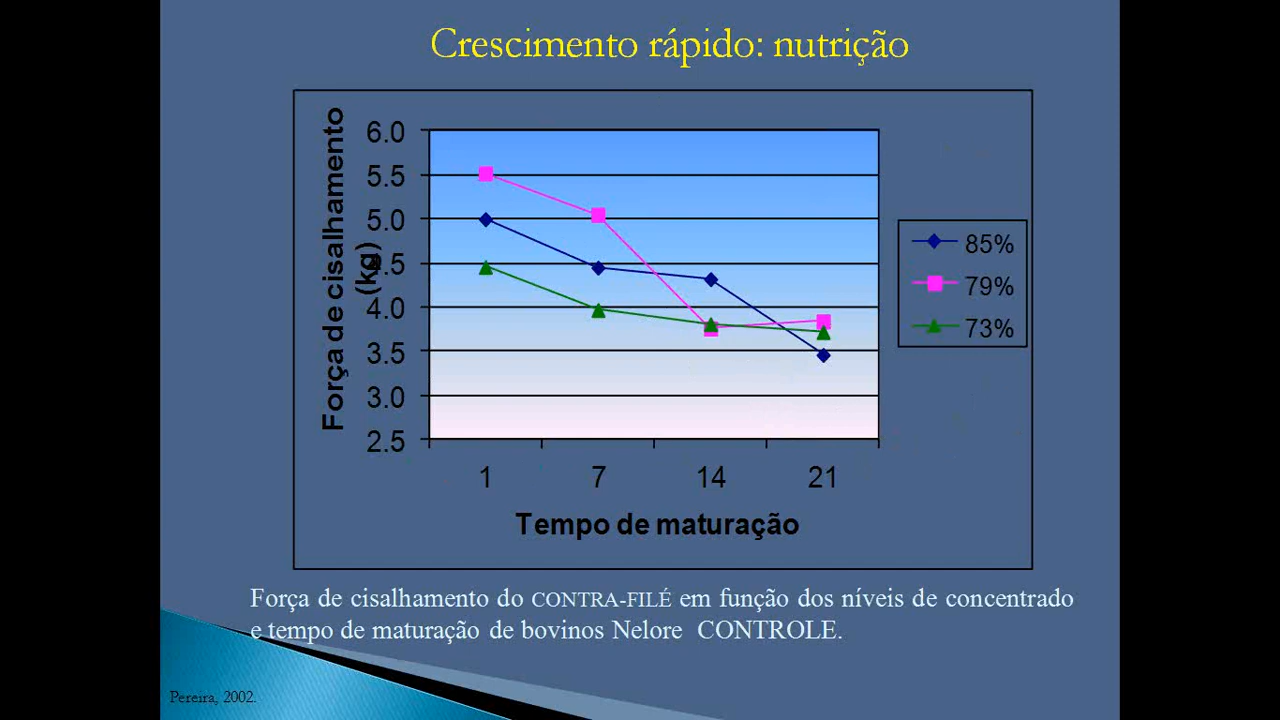 Crescimento rápido: nutrição
Força de cisalhamento
(kg)
6.0
5.5
5.0
4.5
4.0
3.5
3.0
2.5
1 7 14 21
Tempo de maturação
85%
79%
73%
Força de cisalhamento do CONTRA-FILÉ em função dos níveis de concentrado
e tempo de maturação de bovinos Nelore CONTROLE.
Pereira, 2002.